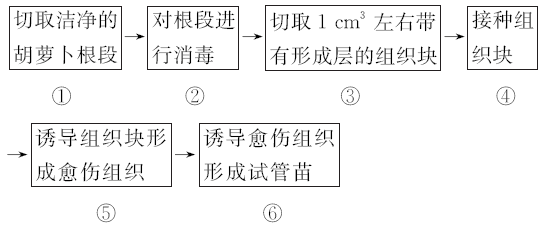 切取洁净的
胡萝卜根段
对根段进
行消毒
切取1 cm³左右带
有形成层的组织块
接种组
织块
①
②
③
④
诱导组织块形
成愈伤组织
诱导愈伤组织
形成试管苗
⑤
⑥